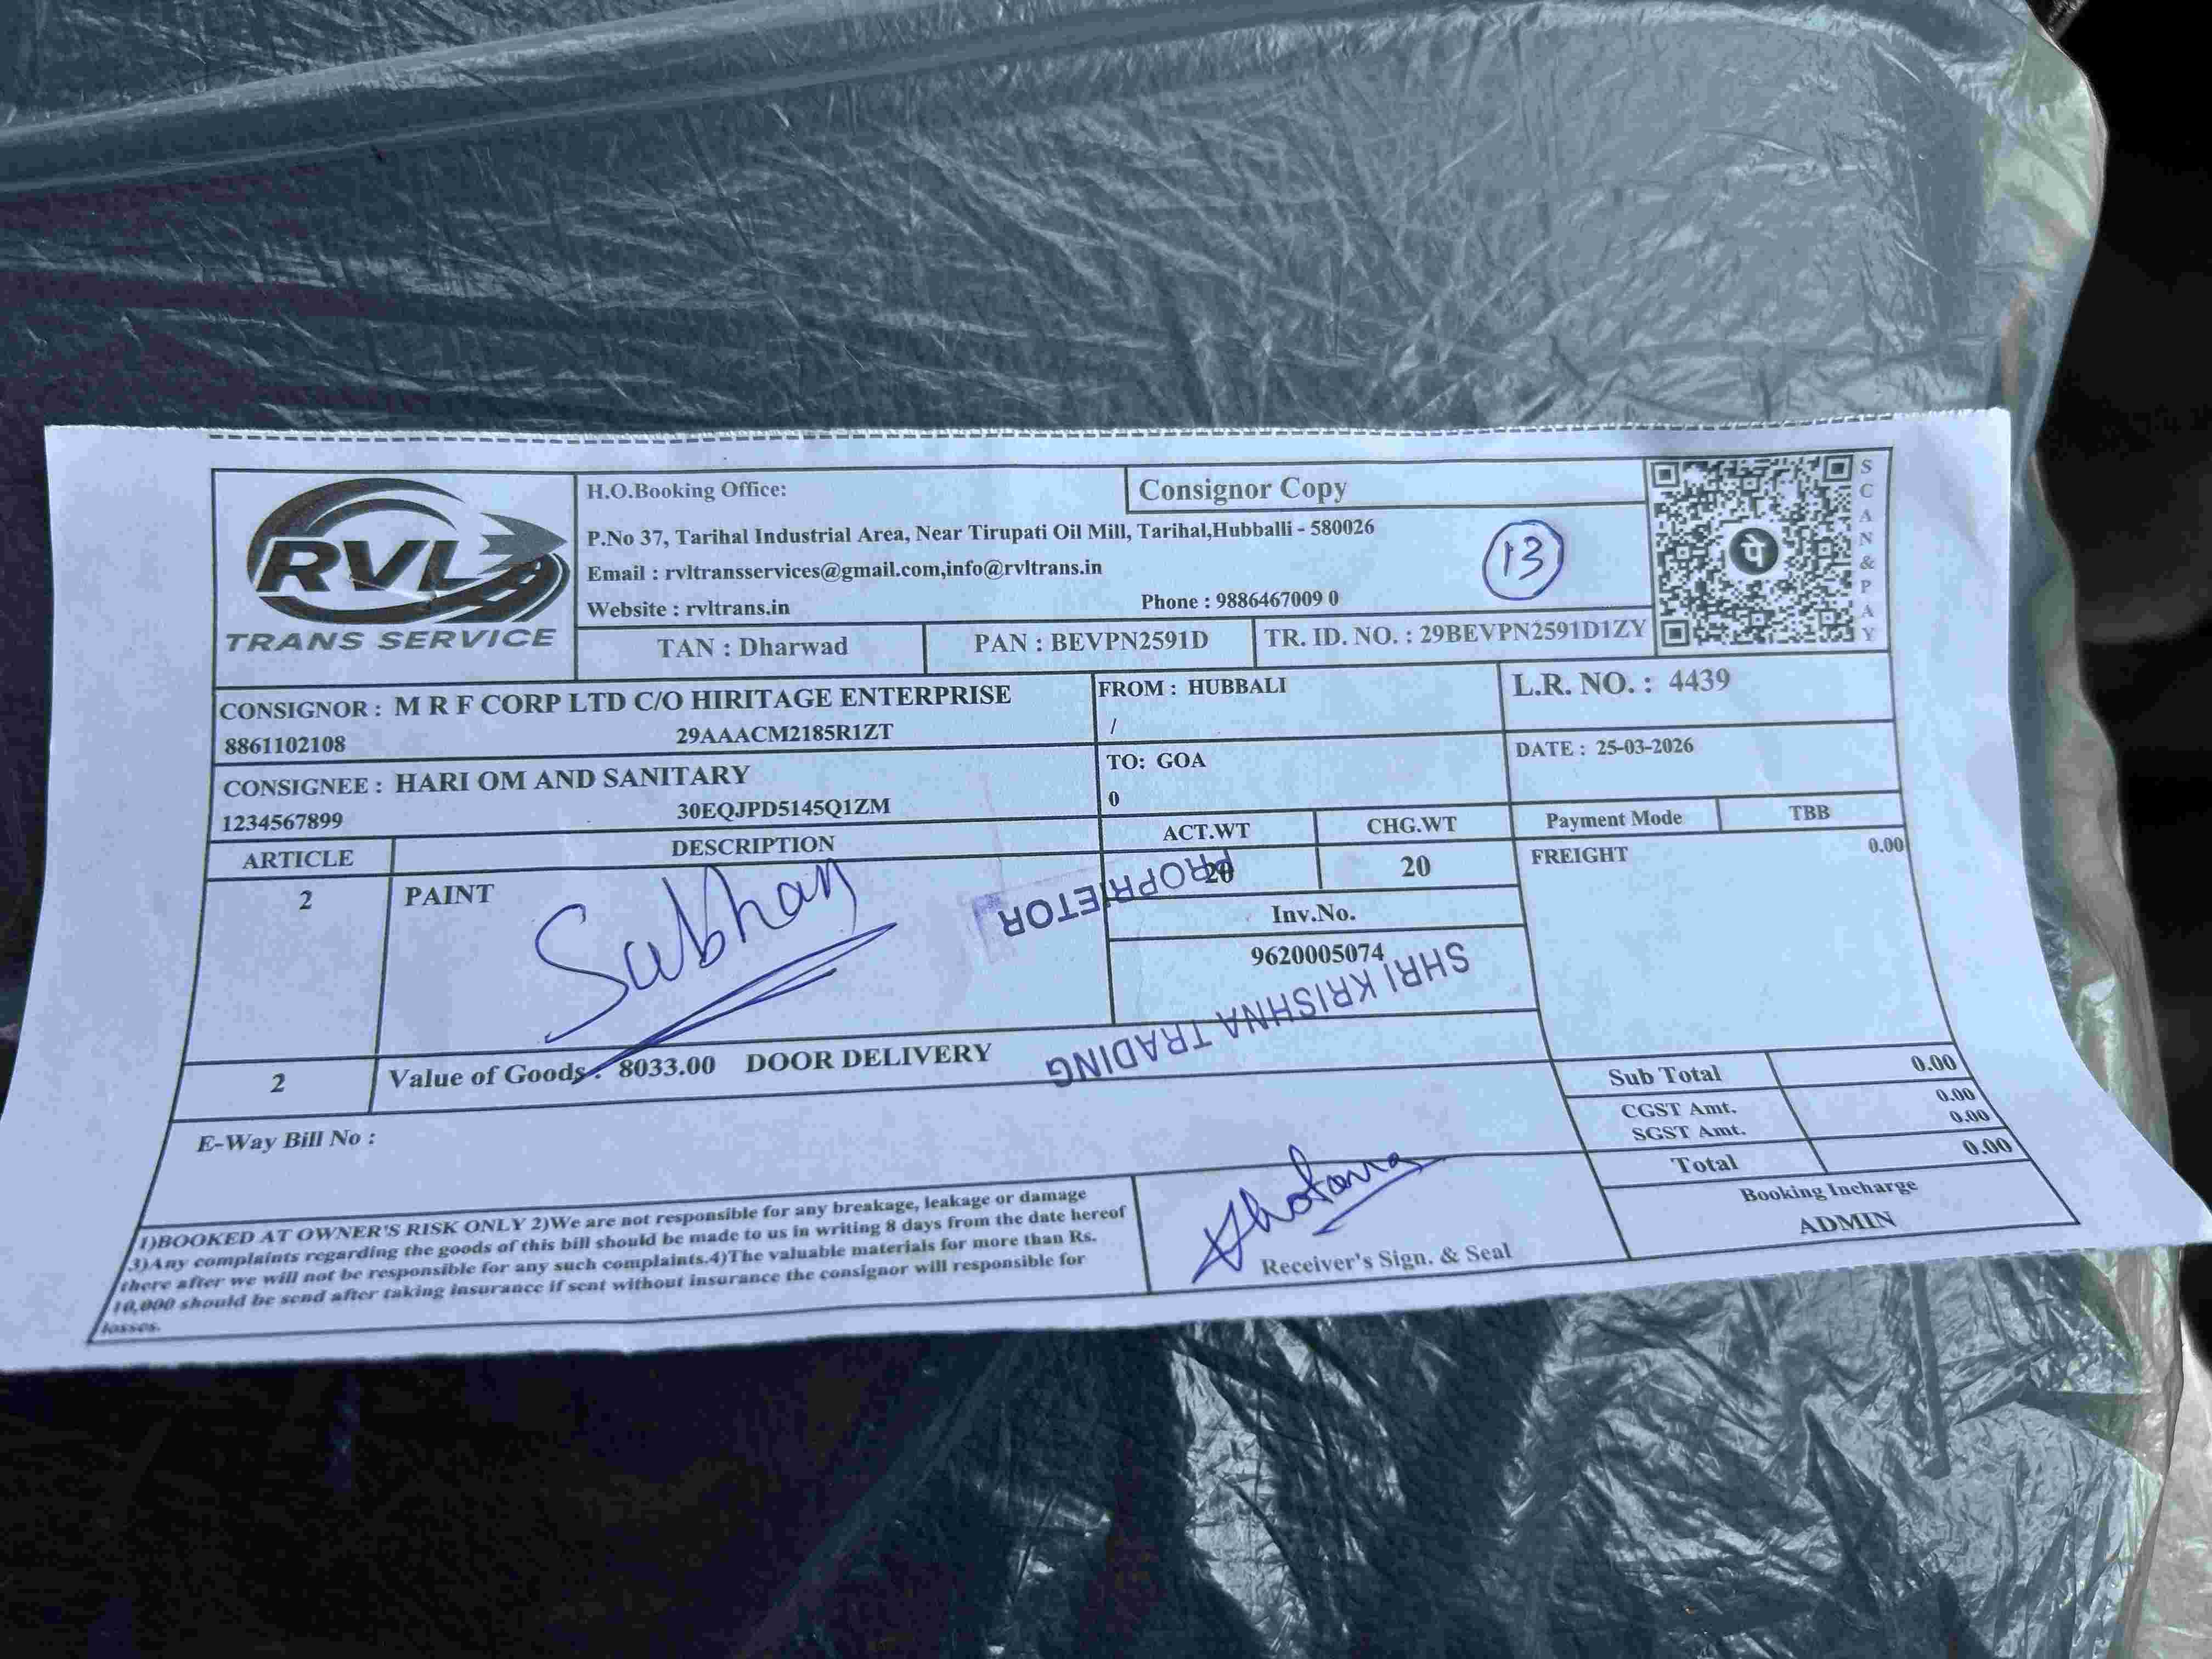 RVL
TRANS SERVICE
H.O.Booking Office:
Consignor Copy
P.No 37, Tarihal Industrial Area, Near Tirupati Oil Mill, Tarihal,Hubballi - 580026
Email : rvltransservices@gmail.com,info@rvltrans.in
Website : rvltrans.in
Phone : 9886467009 0
13
SCAN&PAY
पे
TAN : Dharwad
PAN : BEVPN2591D
TR. ID. NO. : 29BEVPN2591D1ZY
CONSIGNOR : M R F CORP LTD C/O HIRITAGE ENTERPRISE
8861102108
29AAACM2185R1ZT
FROM : HUBBALI
/
L.R. NO. : 4439
CONSIGNEE : HARI OM AND SANITARY
1234567899
30EQJPD5145Q1ZM
TO: GOA
0
DATE : 25-03-2026
ARTICLE
DESCRIPTION
ACT.WT
CHG.WT
Payment Mode
TBB
2
PAINT
20
20
FREIGHT
0.00
Subhan
PROPRIETOR
Inv.No.
9620005074
SHRI KRISHNA TRADING
2
Value of Goods : 8033.00 DOOR DELIVERY
Sub Total
0.00
CGST Amt.
0.00
SGST Amt.
0.00
Total
0.00
E-Way Bill No :
1)BOOKED AT OWNER'S RISK ONLY 2)We are not responsible for any breakage, leakage or damage
3)Any complaints regarding the goods of this bill should be made to us in writing 8 days from the date hereof
there after we will not be responsible for any such complaints.4)The valuable materials for more than Rs.
10,000 should be send after taking insurance if sent without insurance the consignor will responsible for
losses.
Receiver's Sign. & Seal
Booking Incharge
ADMIN